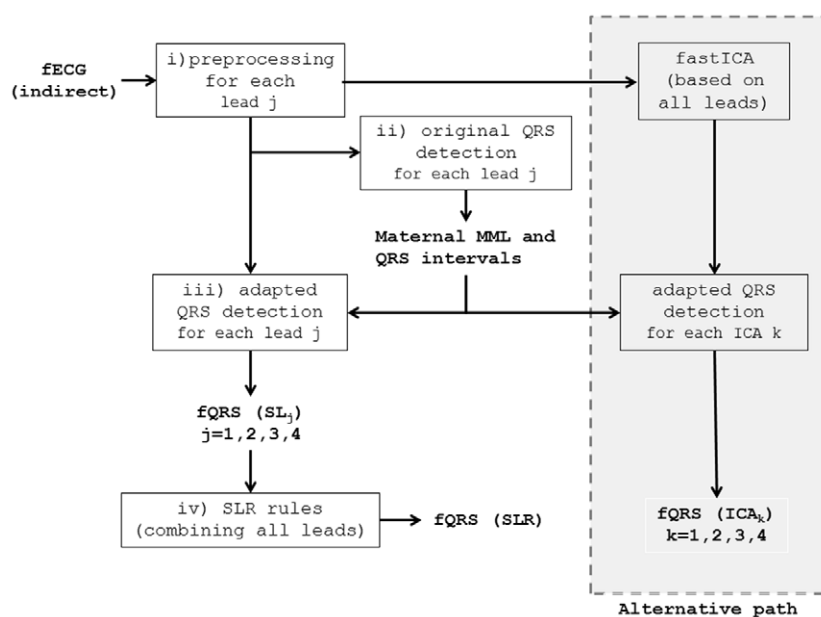 fECG
(indirect)
i)preprocessing
for each
lead j
fastICA
(based on
all leads)
ii) original QRS
detection
for each lead j
Maternal MML and
QRS intervals
iii) adapted
QRS detection
for each lead j
adapted QRS
detection
for each ICA k
fQRS (SLj)
j=1,2,3,4
iv) SLR rules
(combining all leads)
fQRS (SLR)
fQRS (ICAk)
k=1,2,3,4
Alternative path